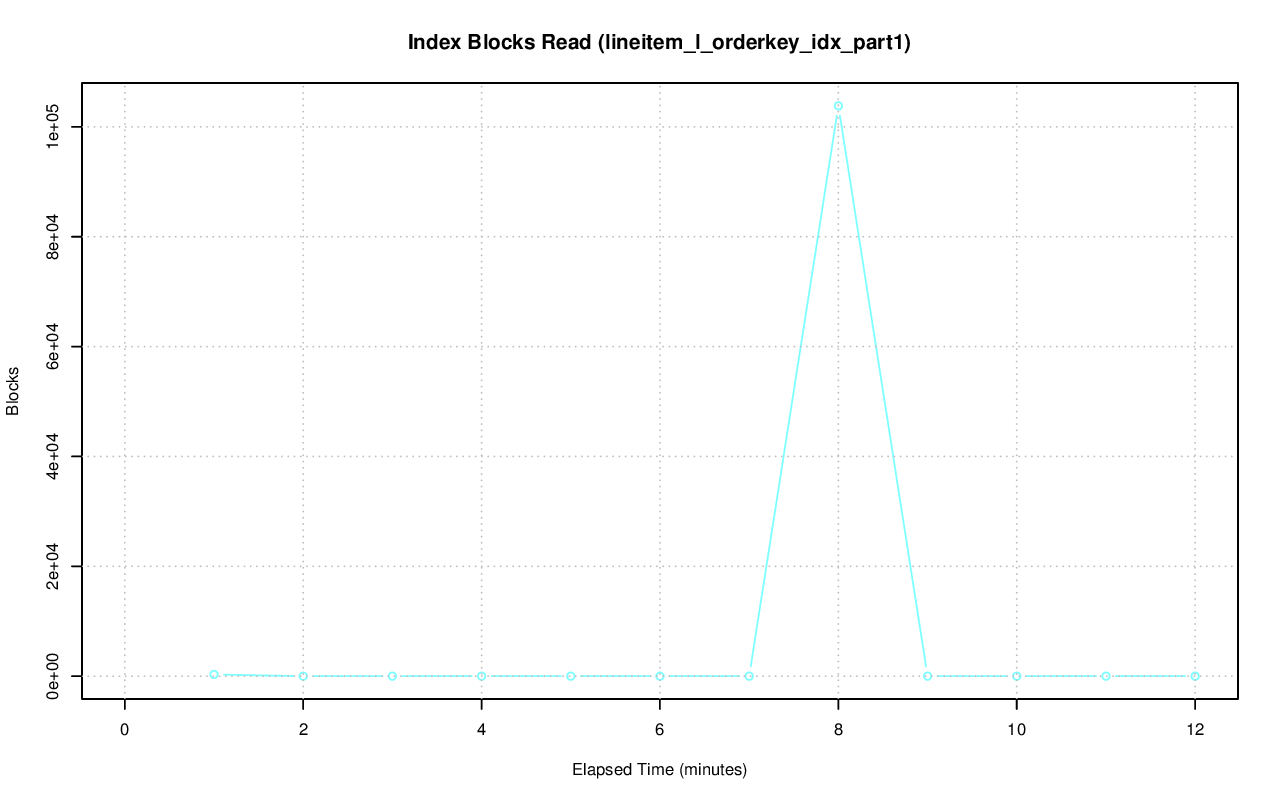 Index Blocks Read (lineitem_l_orderkey_idx_part1)
1e+05
8e+04
6e+04
4e+04
2e+04
0e+00
Blocks
0 2 4 6 8 10 12
Elapsed Time (minutes)